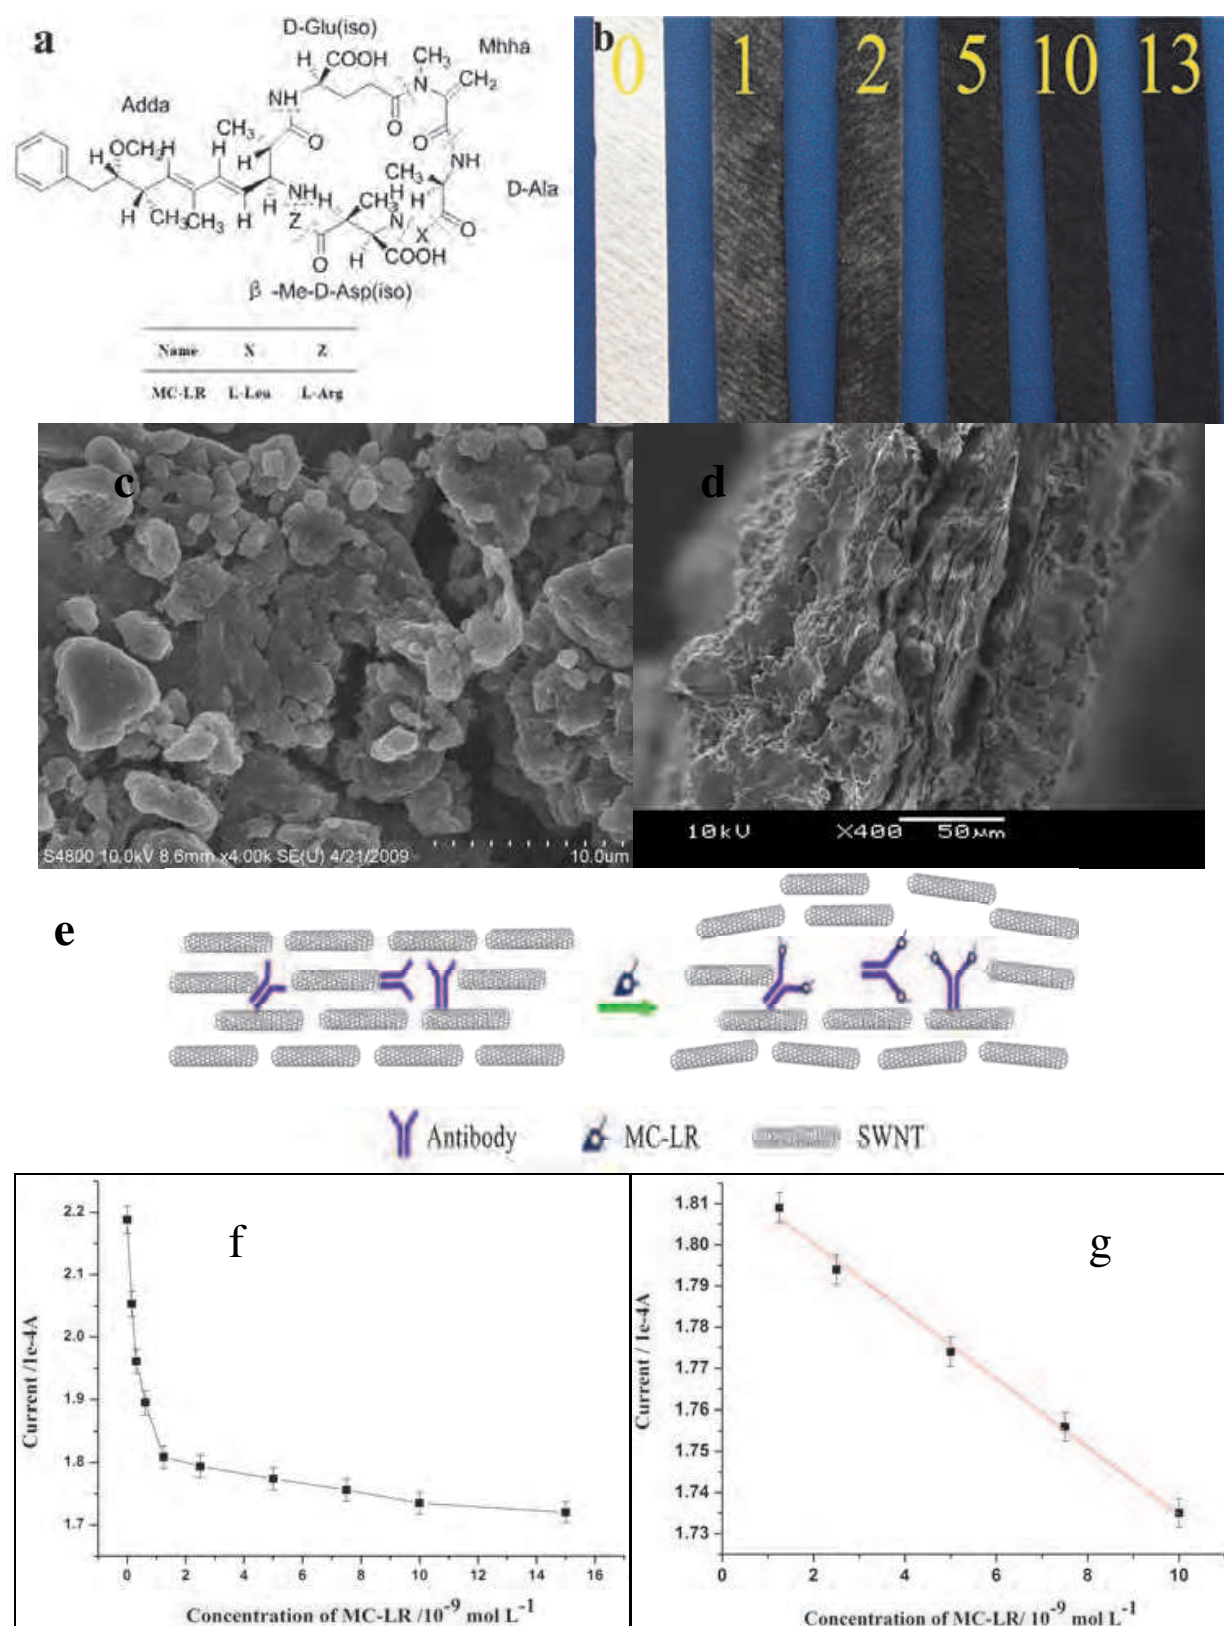 a
D-Glu(iso)
H
COOH
CH₃
Mhha
N
CH₂
NH
O
O
Adda
CH₃
O
NH
OCH₃
H
H
H
H
CH₃
D-Ala
H
CH₃
CH₃
H
H
NH
H
CH₃
H
N
H
O
Z
X
O
H
COOH
β -Me-D-Asp(iso)
Name X Z
MC-LR L-Leu L-Arg
b
0 1 2 5 10 13
c
S4800 10.0kV 8.6mm x4.00k SE(U) 4/21/2009 10.0um
d
10kV X400 50μm
e
Antibody MC-LR SWNT
f
2.2
2.1
2.0
1.9
1.8
1.7
Current /1e-4A
0 2 4 6 8 10 12 14 16
Concentration of MC-LR /10⁻⁹ mol L⁻¹
g
1.81
1.80
1.79
1.78
1.77
1.76
1.75
1.74
1.73
Current / 1e-4A
0 2 4 6 8 10
Concentration of MC-LR/ 10⁻⁹ mol L⁻¹